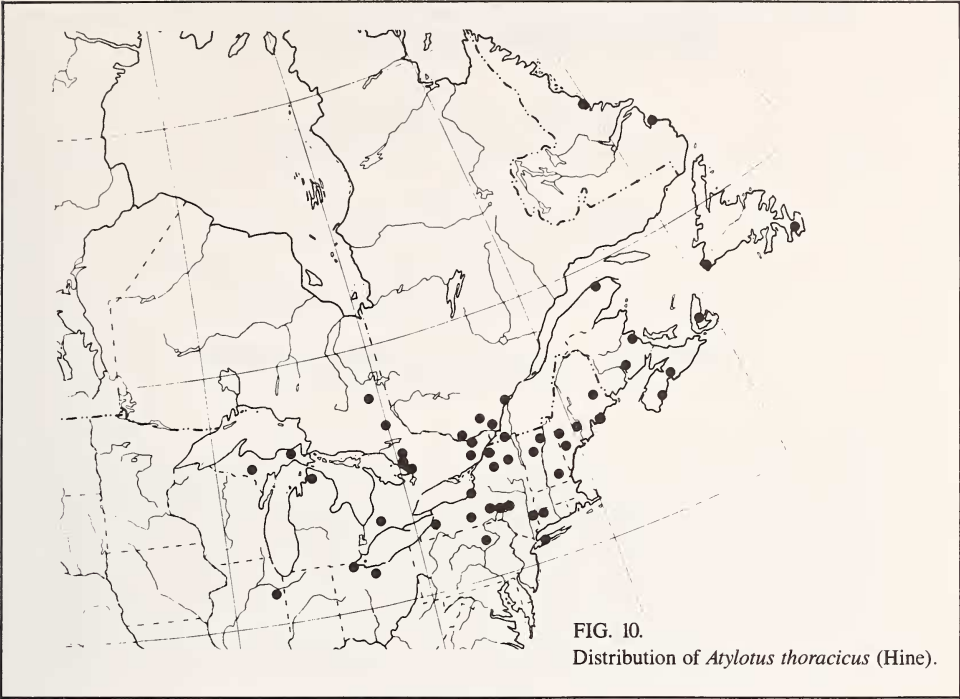 FIG. 10.
Distribution of Atylotus thoracicus (Hine).